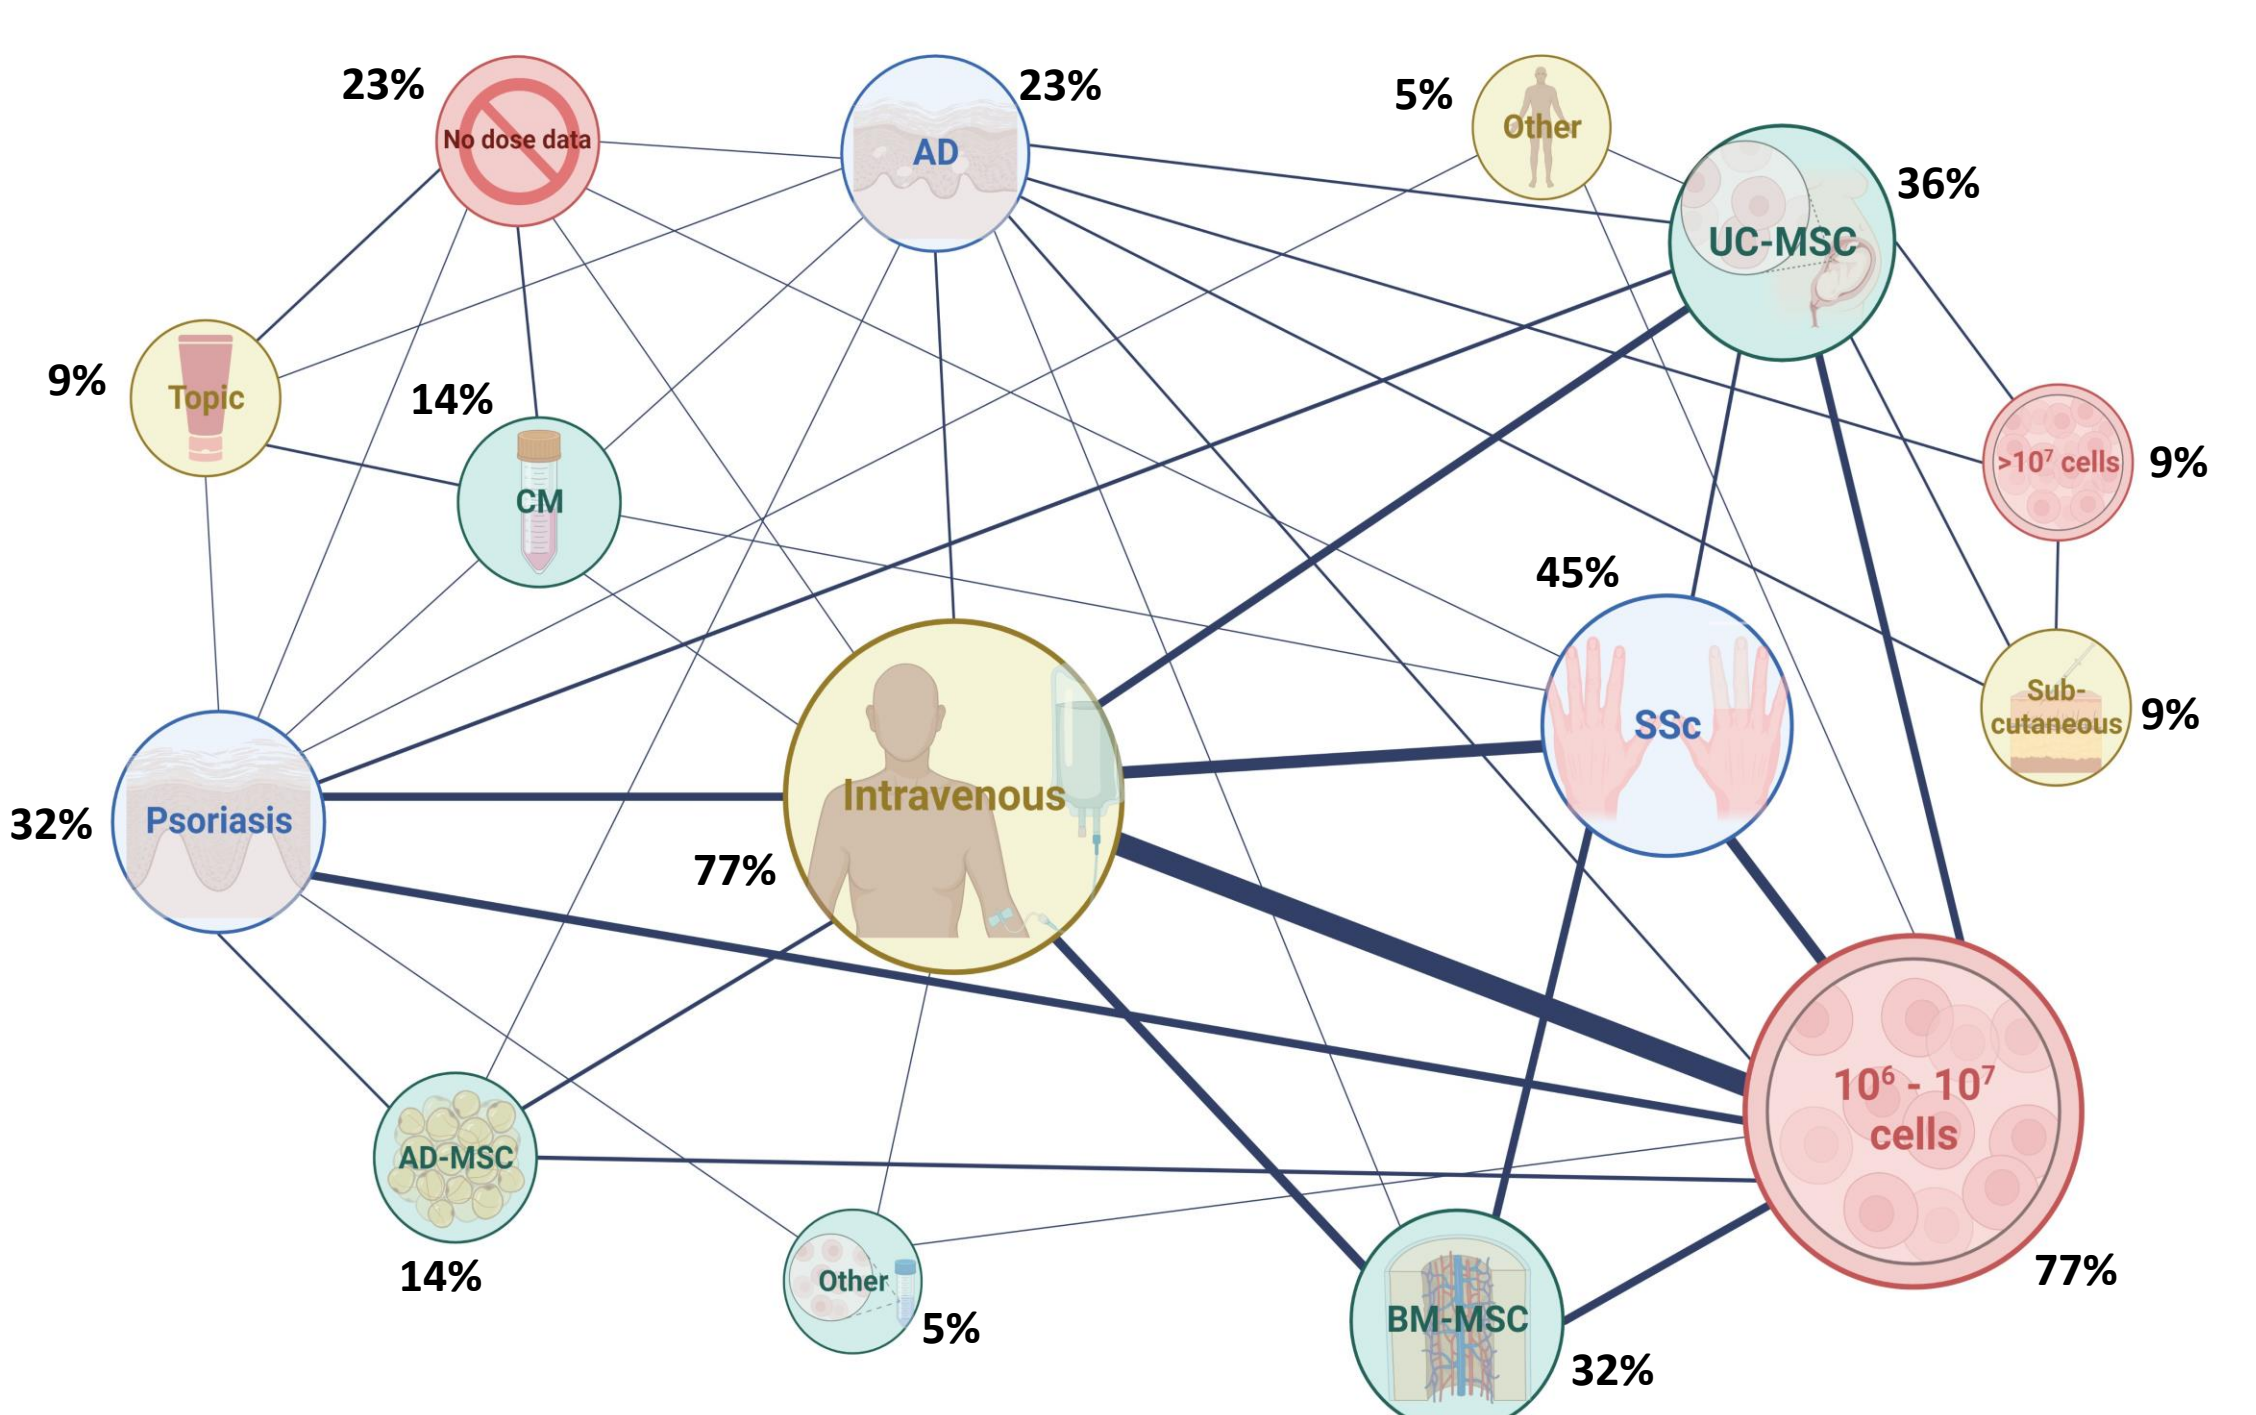 23%
No dose data
AD
23%
5%
Other
UC-MSC
36%
9%
Topic
14%
CM
>10⁷ cells
9%
45%
SSc
Sub-
cutaneous
9%
32%
Psoriasis
Intravenous
77%
10⁶ - 10⁷
cells
77%
AD-MSC
14%
Other
5%
BM-MSC
32%